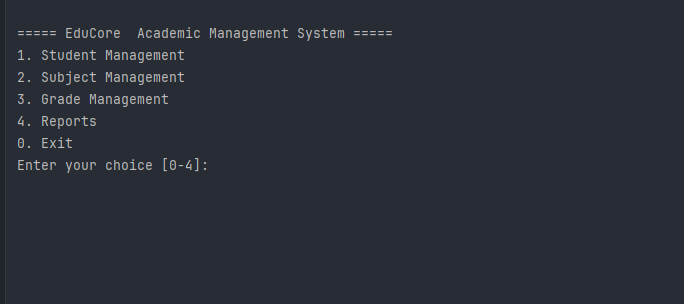 ===== EduCore  Academic Management System =====
1. Student Management
2. Subject Management
3. Grade Management
4. Reports
0. Exit
Enter your choice [0-4]: